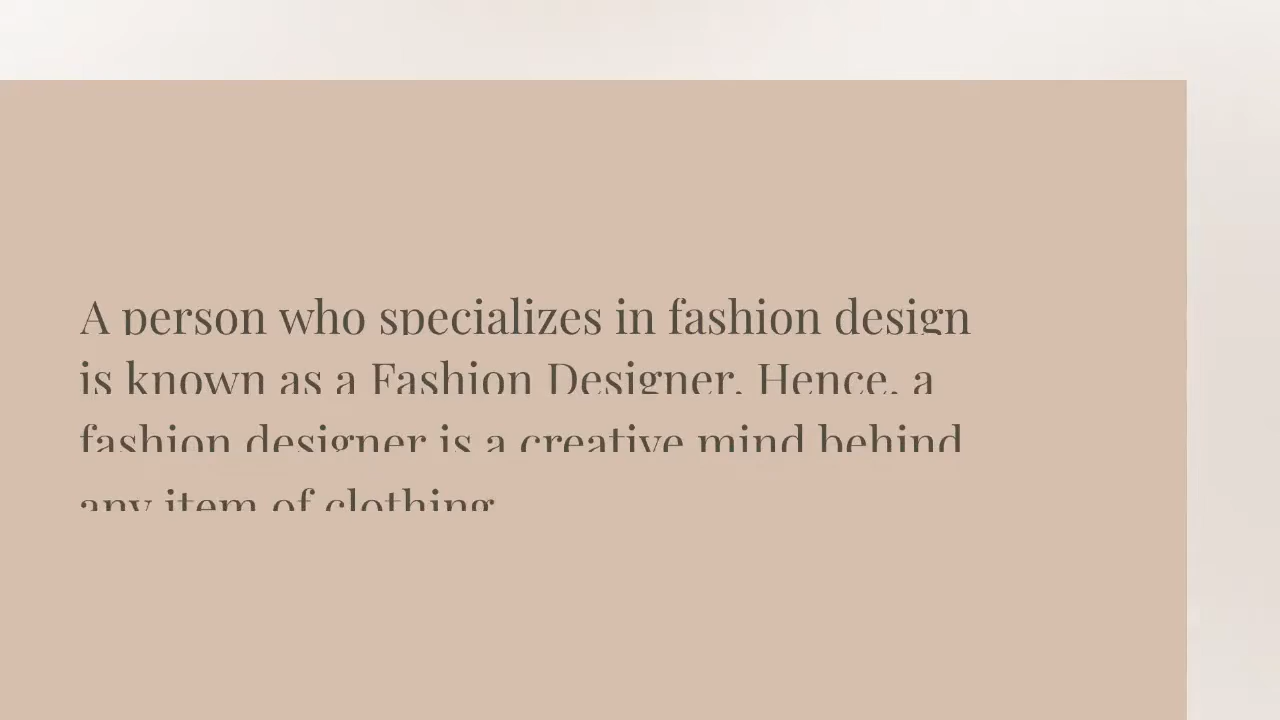 A person who specializes in fashion design
is known as a Fashion Designer. Hence, a
fashion designer is a creative mind behind
any item of clothing